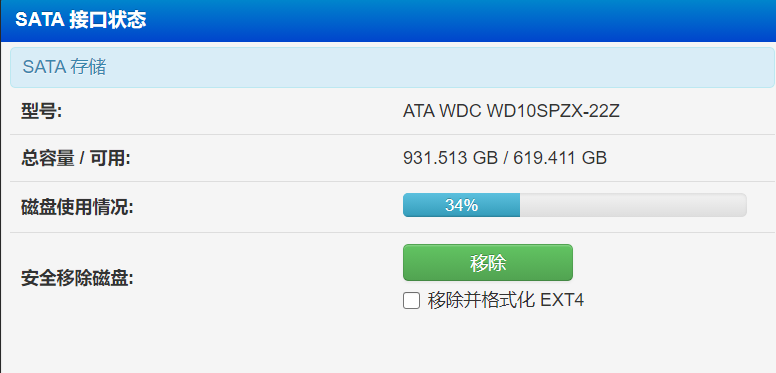 SATA 接口状态
SATA 存储
型号: ATA WDC WD10SPZX-22Z
总容量 / 可用: 931.513 GB / 619.411 GB
磁盘使用情况: 34%
安全移除磁盘: 移除
移除并格式化 EXT4